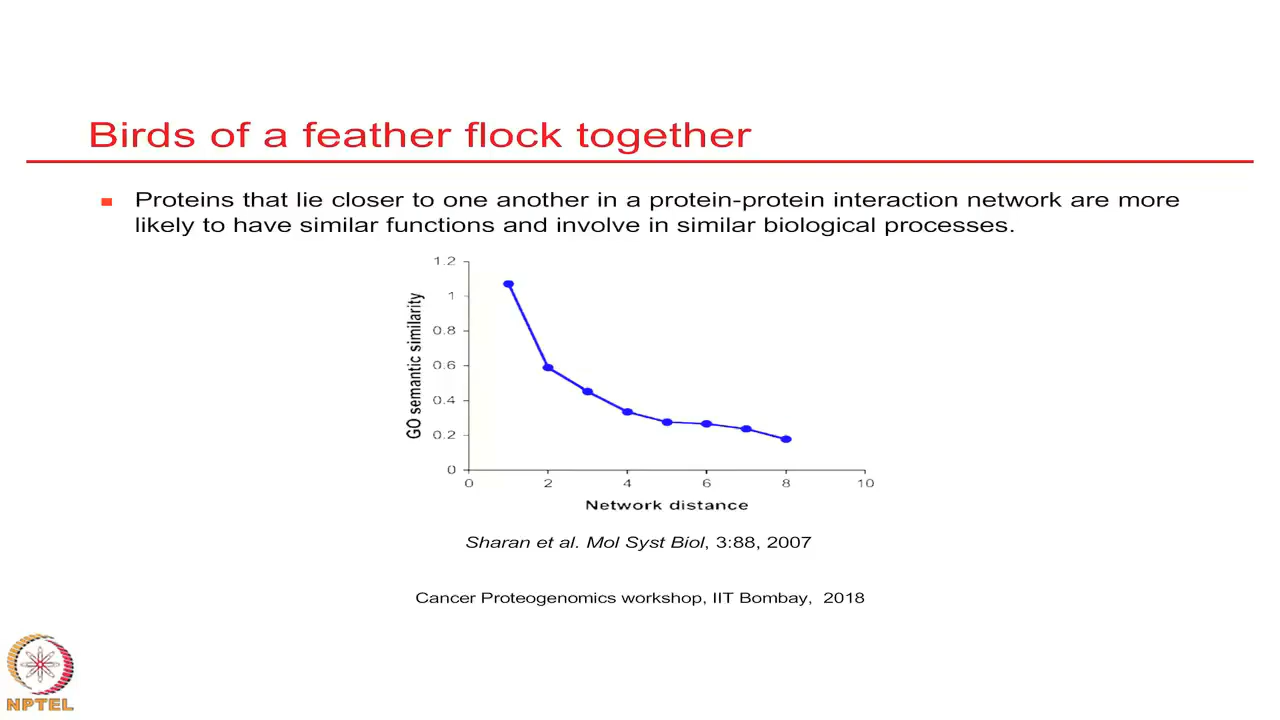 Birds of a feather flock together
Proteins that lie closer to one another in a protein-protein interaction network are more
likely to have similar functions and involve in similar biological processes.
1.2
1
0.8
0.6
0.4
0.2
0
GO semantic similarity
0 2 4 6 8 10
Network distance
Sharan et al. Mol Syst Biol, 3:88, 2007
Cancer Proteogenomics workshop, IIT Bombay, 2018
NPTEL